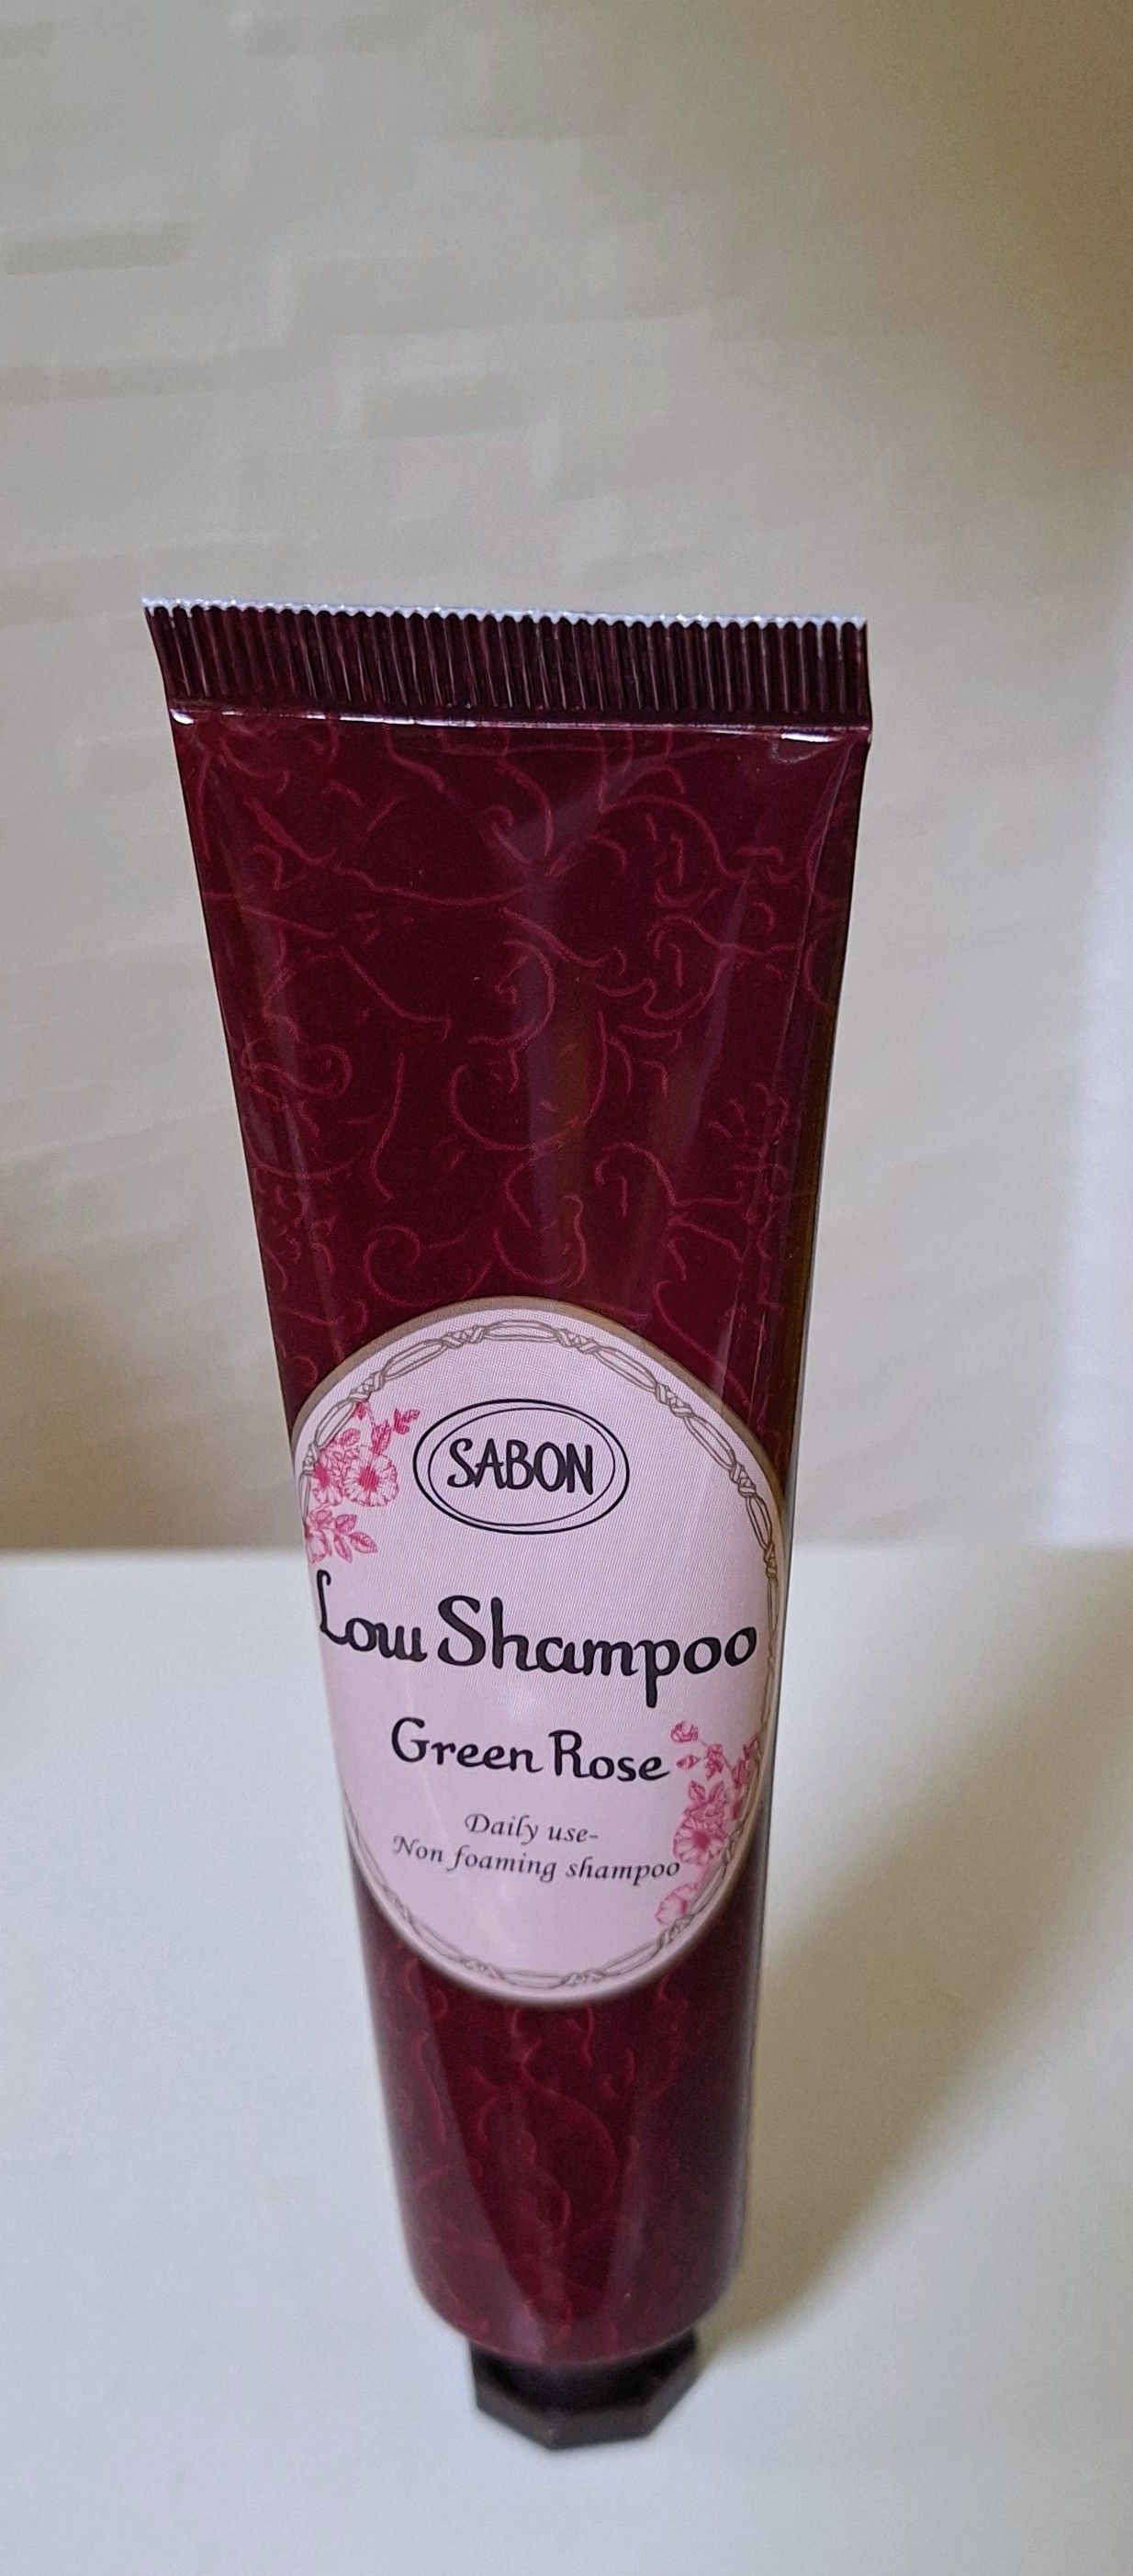 SABON
Low Shampoo
Green Rose
Daily use-
Non foaming shampoo